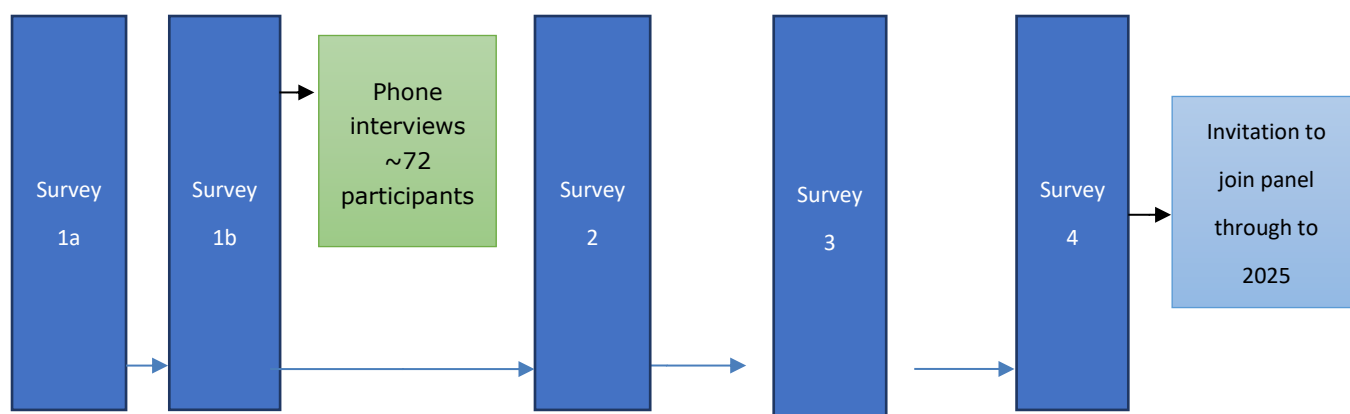 Survey
1a
Survey
1b
Phone
interviews
~72
participants
Survey
2
Survey
3
Survey
4
Invitation to
join panel
through to
2025